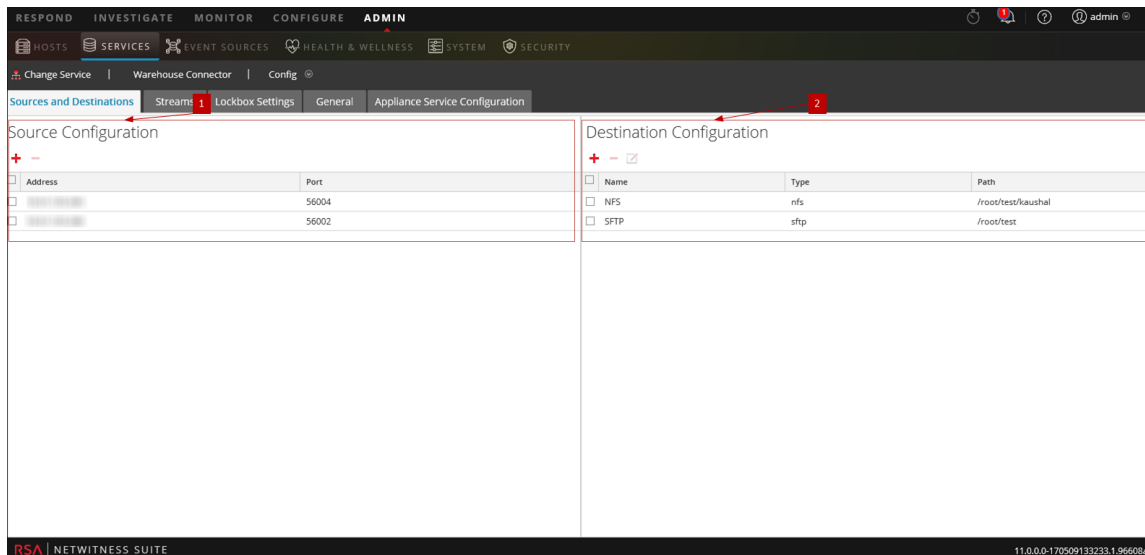 RESPOND INVESTIGATE MONITOR CONFIGURE ADMIN 1 admin
HOSTS SERVICES EVENT SOURCES HEALTH & WELLNESS SYSTEM SECURITY
Change Service | Warehouse Connector | Config
Sources and Destinations Streams 1 Lockbox Settings General Appliance Service Configuration 2
Source Configuration
Address Port
56004
56002
Destination Configuration
Name Type Path
NFS nfs /root/test/kaushal
SFTP sftp /root/test
RSA | NETWITNESS SUITE 11.0.0.0-170509133233.1.96608